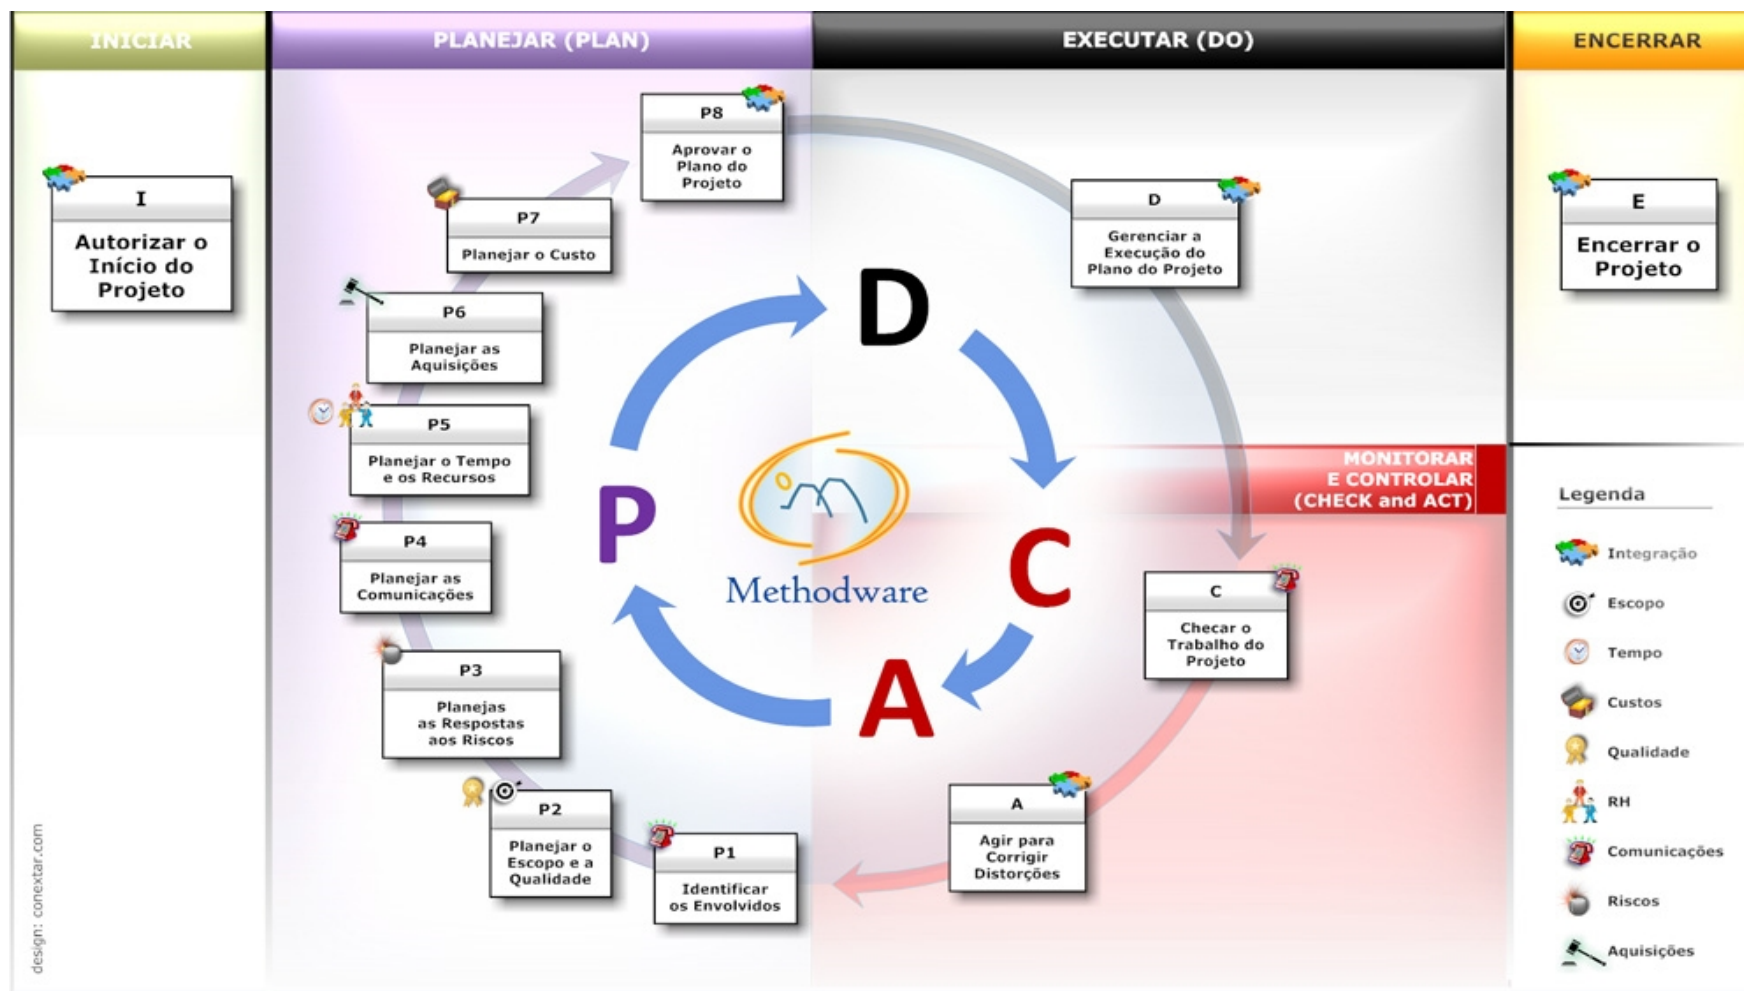 INICIAR
PLANEJAR (PLAN)
EXECUTAR (DO)
ENCERRAR
I
Autorizar o
Início do
Projeto
P8
Aprovar o
Plano do
Projeto
P7
Planejar o Custo
P6
Planejar as
Aquisições
P5
Planejar o Tempo
e os Recursos
P4
Planejar as
Comunicações
P3
Planejas
as Respostas
aos Riscos
P2
Planejar o
Escopo e a
Qualidade
P1
Identificar
os Envolvidos
D
Gerenciar a
Execução do
Plano do Projeto
MONITORAR
E CONTROLAR
(CHECK and ACT)
C
Checar o
Trabalho do
Projeto
A
Agir para
Corrigir
Distorções
P
D
C
A
Methodware
E
Encerrar o
Projeto
Legenda
Integração
Escopo
Tempo
Custos
Qualidade
RH
Comunicações
Riscos
Aquisições
design: conextar.com